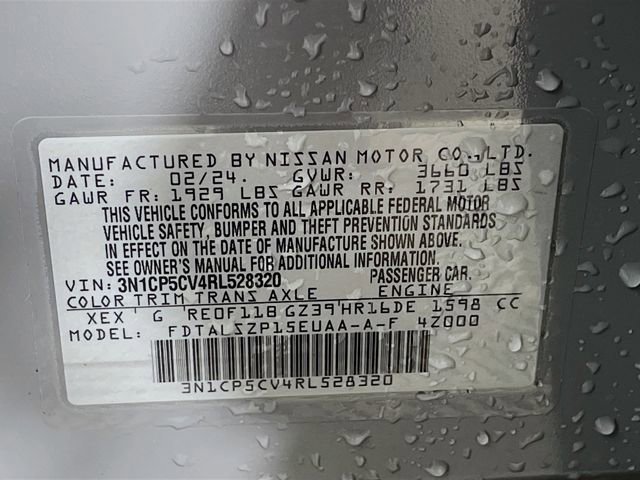 MANUFACTURED BY NISSAN MOTOR CO.,LTD.
DATE: 02/24. GVWR: 3660 LBS
GAWR FR: 1929 LBS GAWR RR: 1731 LBS
THIS VEHICLE CONFORMS TO ALL APPLICABLE FEDERAL MOTOR
VEHICLE SAFETY, BUMPER AND THEFT PREVENTION STANDARDS
IN EFFECT ON THE DATE OF MANUFACTURE SHOWN ABOVE.
SEE OWNER'S MANUAL FOR FURTHER INFORMATION.
VIN: 3N1CP5CV4RL528320 PASSENGER CAR.
COLOR TRIM TRANS AXLE ENGINE
XEX G RE0F11B GZ39 HR16DE 1598 CC
MODEL: FDTALSZP15EUAA-A-F 4Z000
3N1CP5CV4RL528320